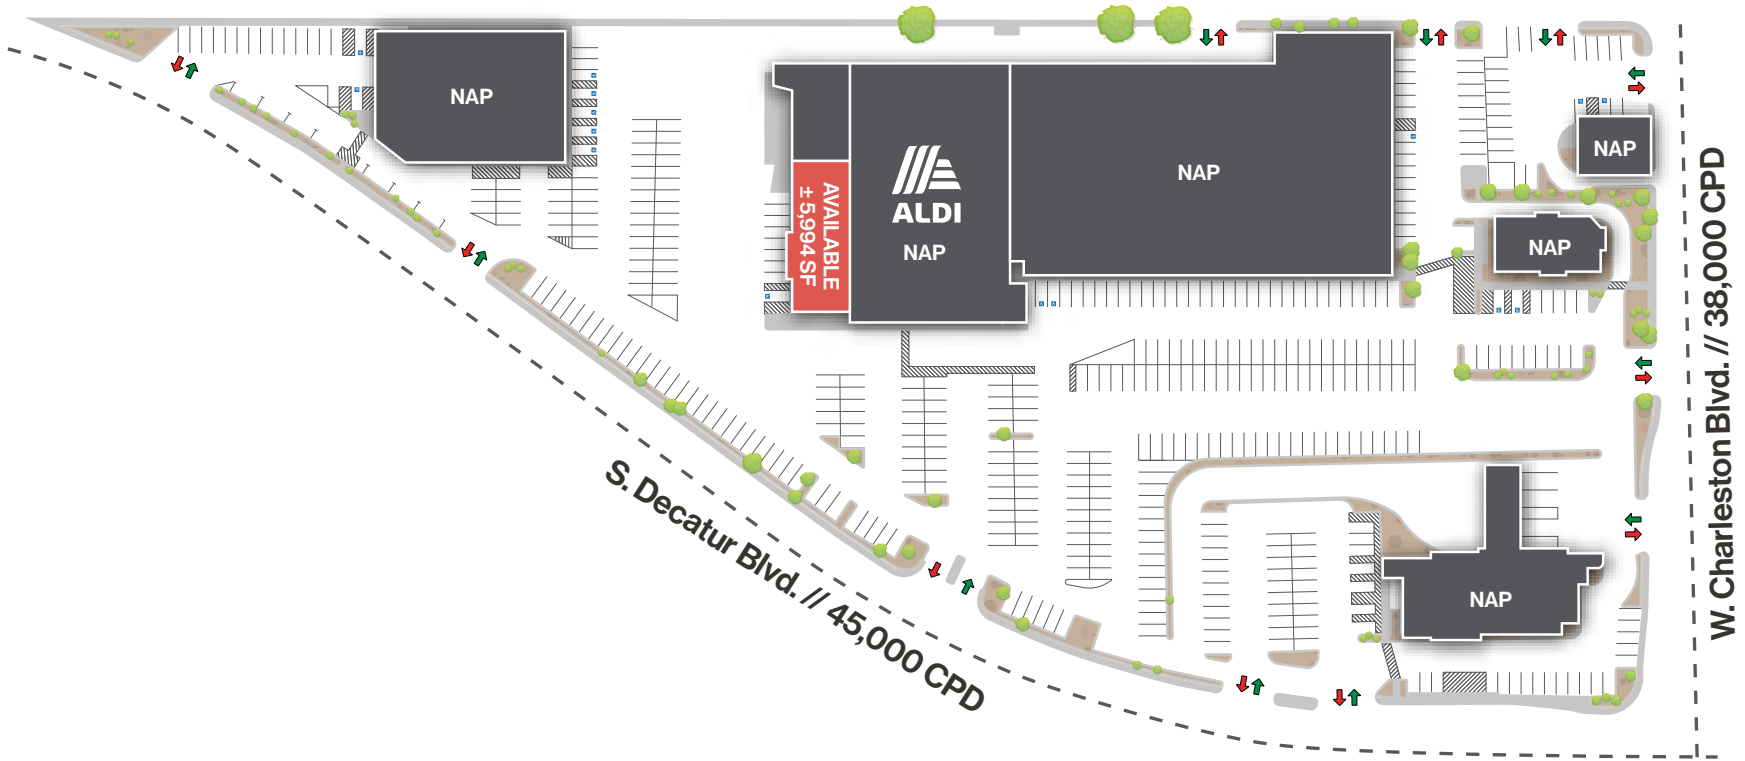 NAP
AVAILABLE
± 5,994 SF
ALDI
NAP
NAP
NAP
NAP
NAP
S. Decatur Blvd. // 45,000 CPD
W. Charleston Blvd. // 38,000 CPD